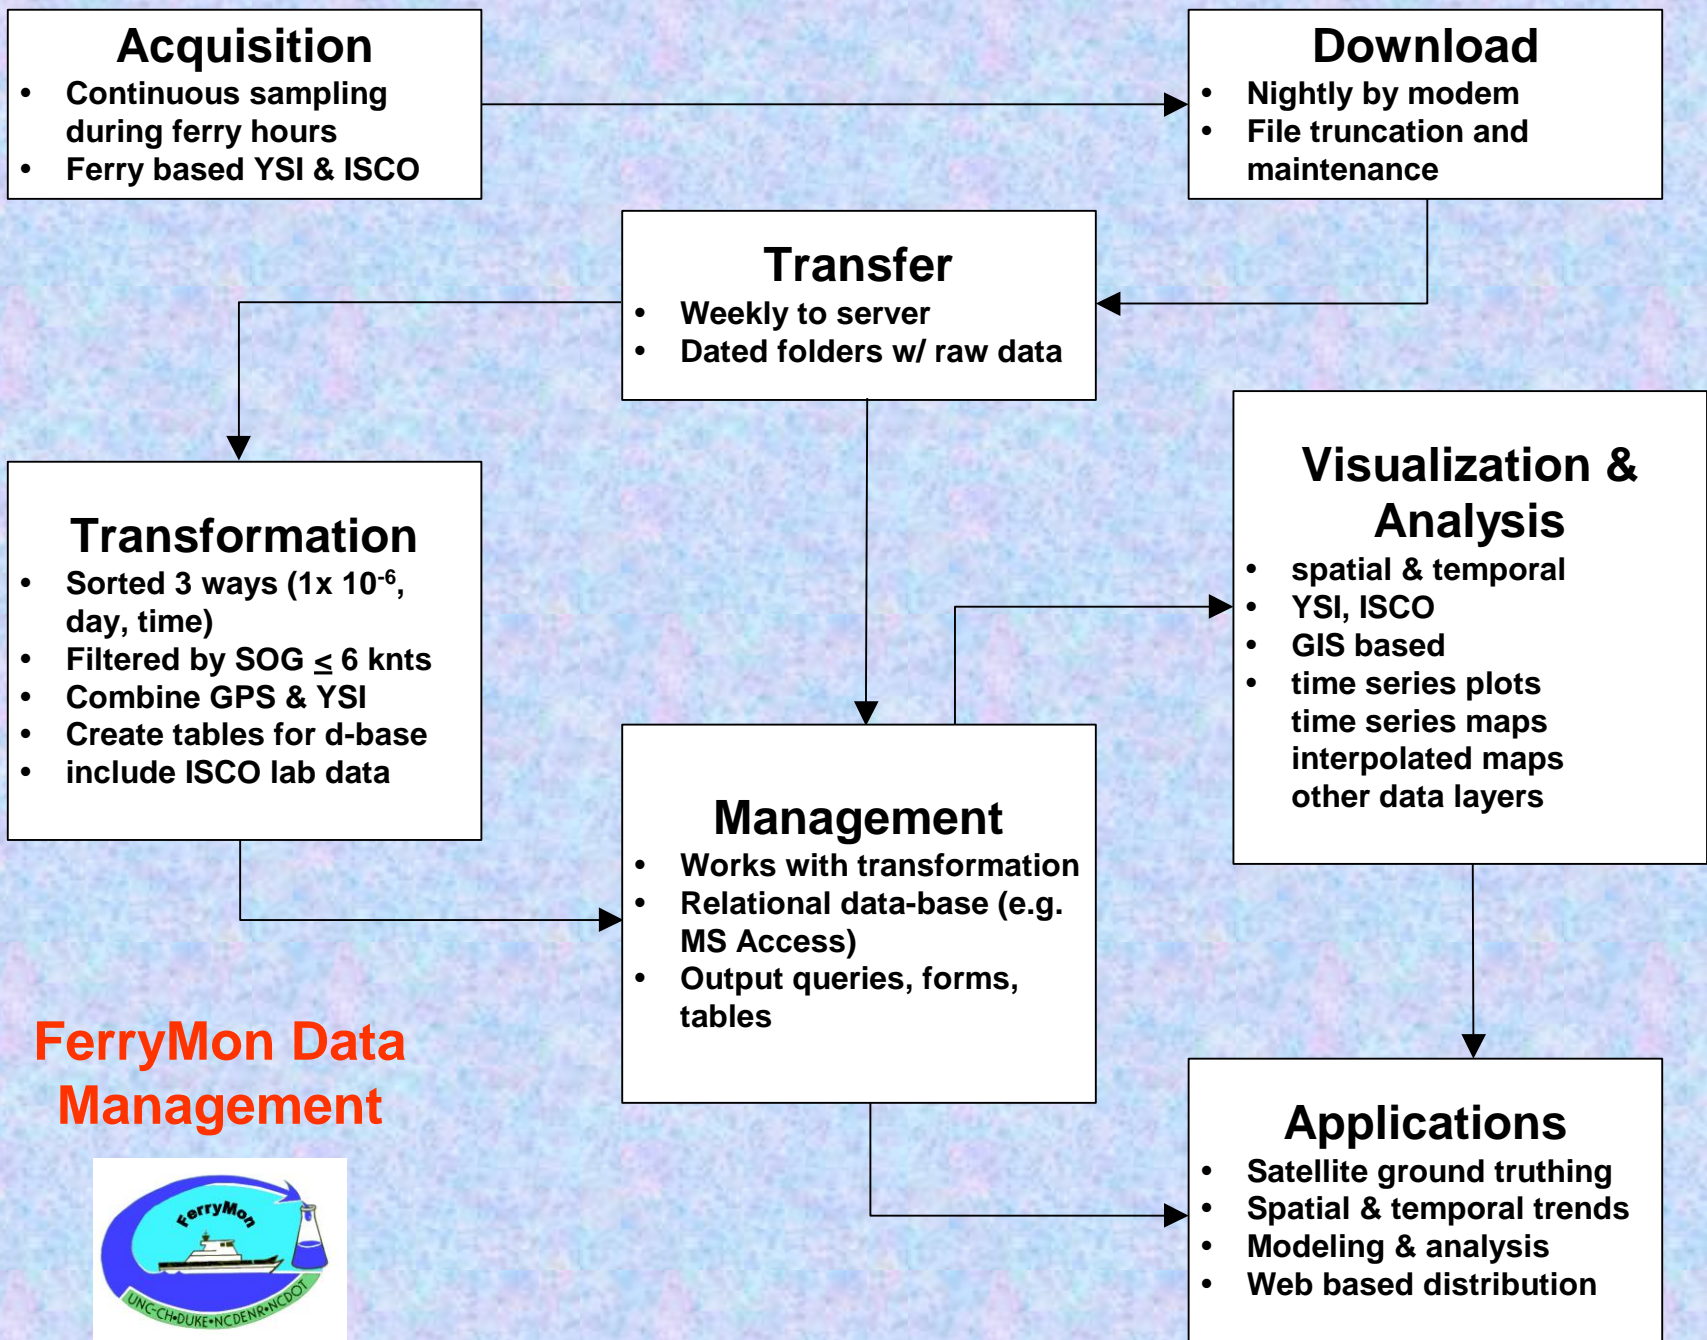 Acquisition
• Continuous sampling
during ferry hours
• Ferry based YSI & ISCO
Download
• Nightly by modem
• File truncation and
maintenance
Transfer
• Weekly to server
• Dated folders w/ raw data
Transformation
• Sorted 3 ways (1x 10⁻⁶,
day, time)
• Filtered by SOG ≤ 6 knts
• Combine GPS & YSI
• Create tables for d-base
• include ISCO lab data
Visualization &
Analysis
• spatial & temporal
• YSI, ISCO
• GIS based
• time series plots
time series maps
interpolated maps
other data layers
Management
• Works with transformation
• Relational data-base (e.g.
MS Access)
• Output queries, forms,
tables
Applications
• Satellite ground truthing
• Spatial & temporal trends
• Modeling & analysis
• Web based distribution
FerryMon Data
Management
FerryMon
UNC-CH•DUKE•NCDENR•NCDOT